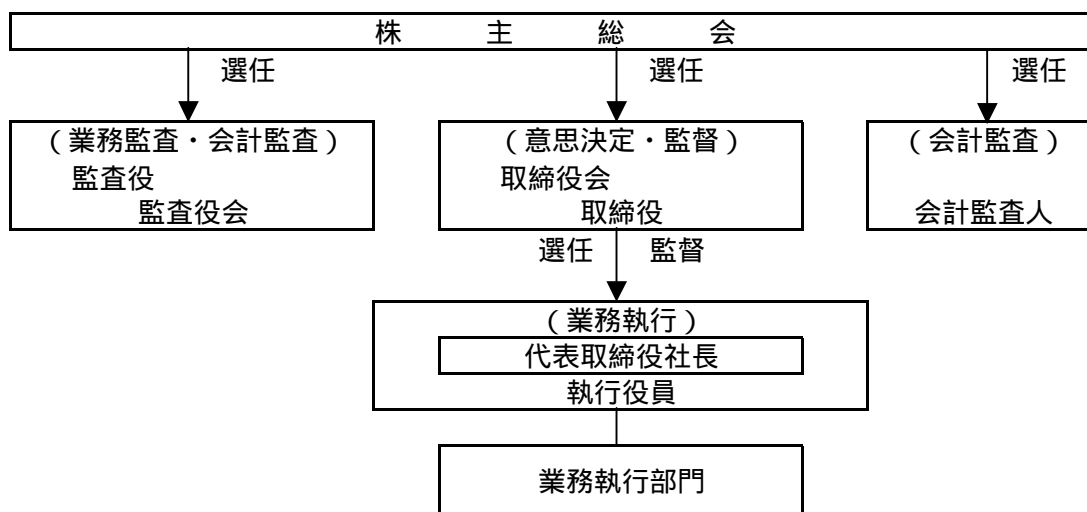 株 主 総 会
選任 選任 選任
(業務監査・会計監査) (意思決定・監督) (会計監査)
監査役 取締役会
監査役会 取締役 会計監査人
選任 監督
(業務執行)
代表取締役社長
執行役員
業務執行部門